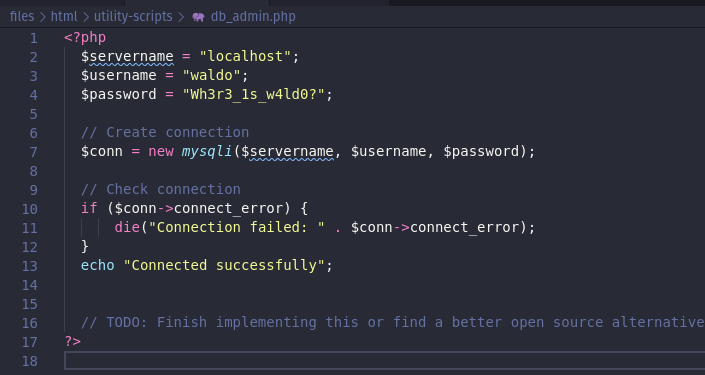 files > html > utility-scripts > db_admin.php
1 <?php
2 $servername = "localhost";
3 $username = "waldo";
4 $password = "Wh3r3_1s_w4ld0?";
5
6 // Create connection
7 $conn = new mysqli($servername, $username, $password);
8
9 // Check connection
10 if ($conn->connect_error) {
11 die("Connection failed: " . $conn->connect_error);
12 }
13 echo "Connected successfully";
14
15
16 // TODO: Finish implementing this or find a better open source alternative
17 ?>
18